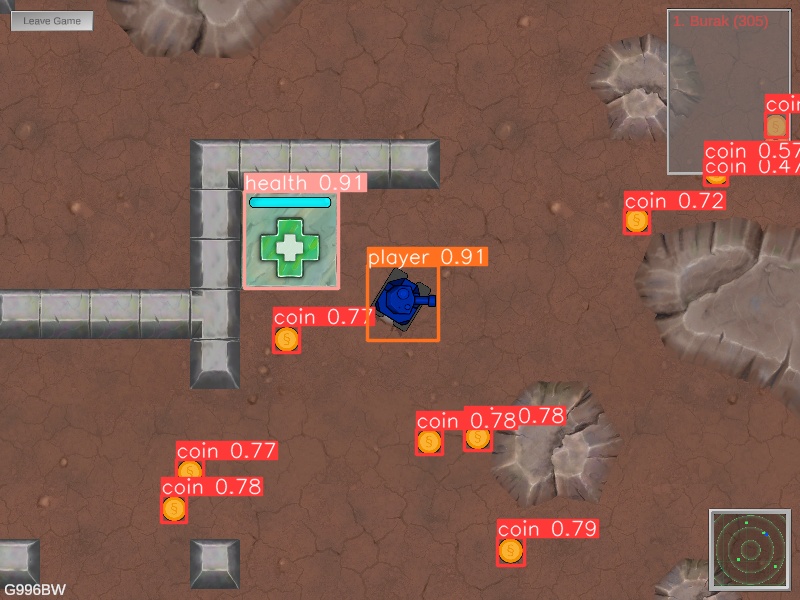 Leave Game
1. Burak (305)
coin
coin 0.57
coin 0.47
health 0.91
coin 0.72
player 0.91
coin 0.77
coin 0.78
0.78
coin 0.77
coin 0.78
coin 0.79
G996BW